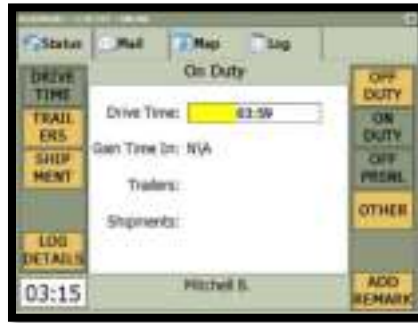 Status Mail Map Log
On Duty
DRIVE
TIME
TRAIL
ERS
SHIP
MENT
LOG
DETAILS
03:15
Drive Time: 03:59
Gain Time In: N\A
Trailers:
Shipments:
Mitchell B.
OFF
DUTY
ON
DUTY
OFF
PRSNL
OTHER
ADD
REMARK